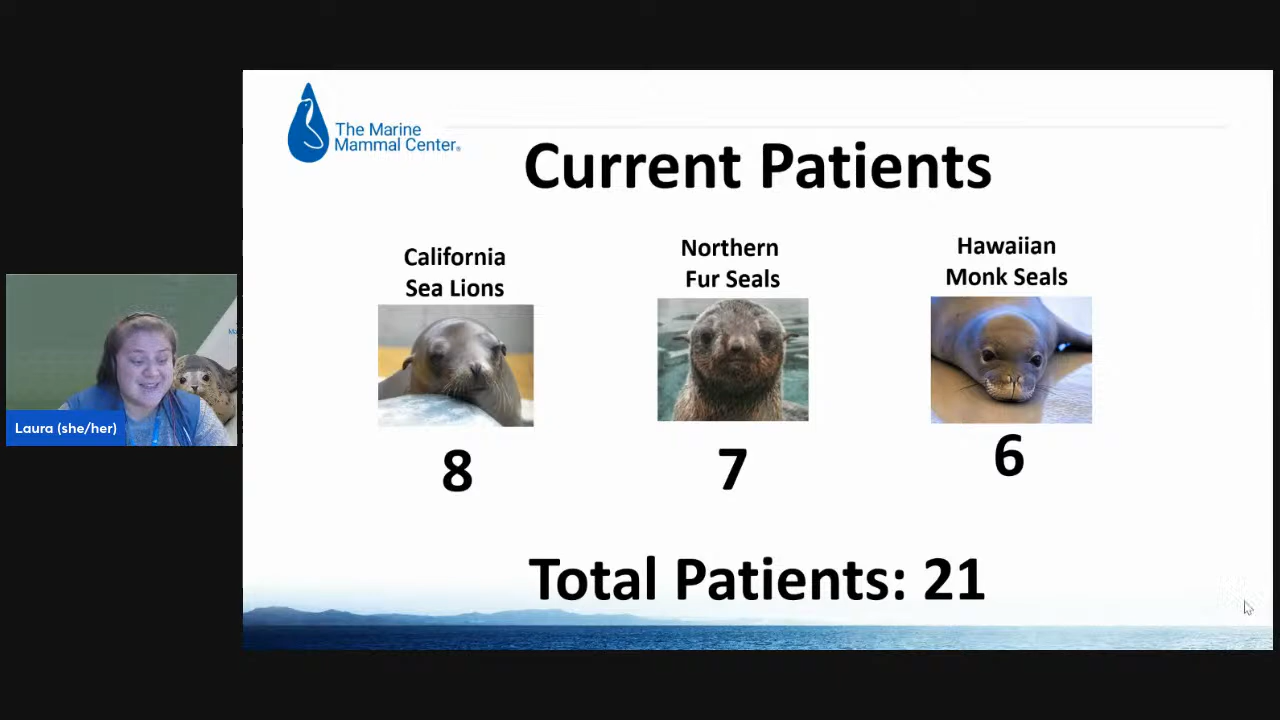 The Marine
Mammal Center®
Current Patients
California
Sea Lions
Northern
Fur Seals
Hawaiian
Monk Seals
8
7
6
Total Patients: 21
Laura (she/her)